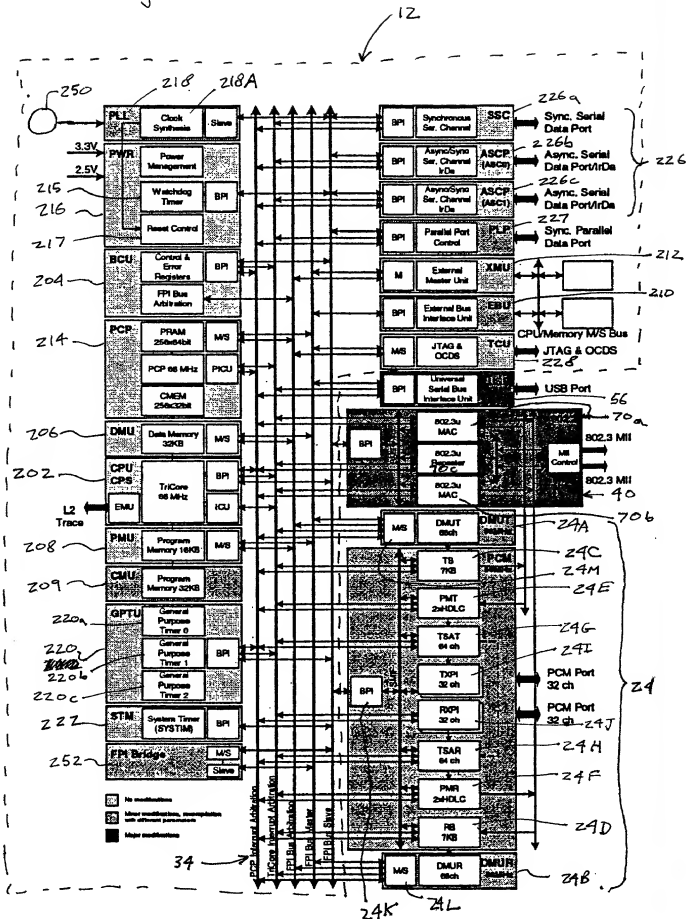 12
250
218
218A
PLL
Clock Synthesis
Slave
3.3V
2.5V
PWR
Power Management
215
Watchdog Timer
BPI
216
Reset Control
217
BCU
204
Control & Error Registers
BPI
FPI Bus Arbitration
PCP
214
PRAM 256x64bit
M/S
PCP 66 MHz
PICU
CMEM 256x32bit
206
DMU
Data Memory 32KB
M/S
202
CPU
CPS
TriCore 66 MHz
BPI
ICU
EMU
L2 Trace
208
PMU
Program Memory 16KB
M/S
209
CMU
Program Memory 32KB
GPTU
220a
General Purpose Timer 0
220
220b
General Purpose Timer 1
BPI
220c
General Purpose Timer 2
222
STM
System Timer (SYSTIM)
BPI
252
FPI Bridge
M/S
Slave
No modifications
Minor modifications, recompilation with different parameters
Major modifications
34
PCP Interrupt Arbitration
TriCore Interrupt Arbitration
FPI Bus Arbitration
FPI Bus Master
FPI Bus Slave
BPI
Synchronous Ser. Channel
SSC
226a
Sync. Serial Data Port
BPI
Async/Sync Ser. Channel IrDa
ASCP (ASC0)
226b
Async. Serial Data Port/IrDa
226
BPI
Async/Sync Ser. Channel IrDa
ASCP (ASC1)
226c
Async. Serial Data Port/IrDa
BPI
Parallel Port Control
PLP
227
Sync. Parallel Data Port
M
External Master Unit
XMU
212
BPI
External Bus Interface Unit
EBU
210
CPU/Memory M/S Bus
M/S
JTAG & OCDS
TCU
JTAG & OCDS
228
BPI
Universal Serial Bus Interface Unit
USB Port
56
70a
802.3u MAC
BPI
802.3u
70c
802.3u MAC
MII Control
802.3 MII
802.3 MII
40
70b
M/S
DMUT 66ch
DMUT
24A
TB 7KB
PCM
24C
24M
PMT 2xHDLC
24E
TSAT 64 ch
24G
BPI
TXPI 32 ch
24I
PCM Port 32 ch
24
RXPI 32 ch
24J
PCM Port 32 ch
TSAR 64 ch
24H
PMR 2xHDLC
24F
RB 7KB
24D
M/S
DMUR 66ch
DMUR
24B
24K
24L